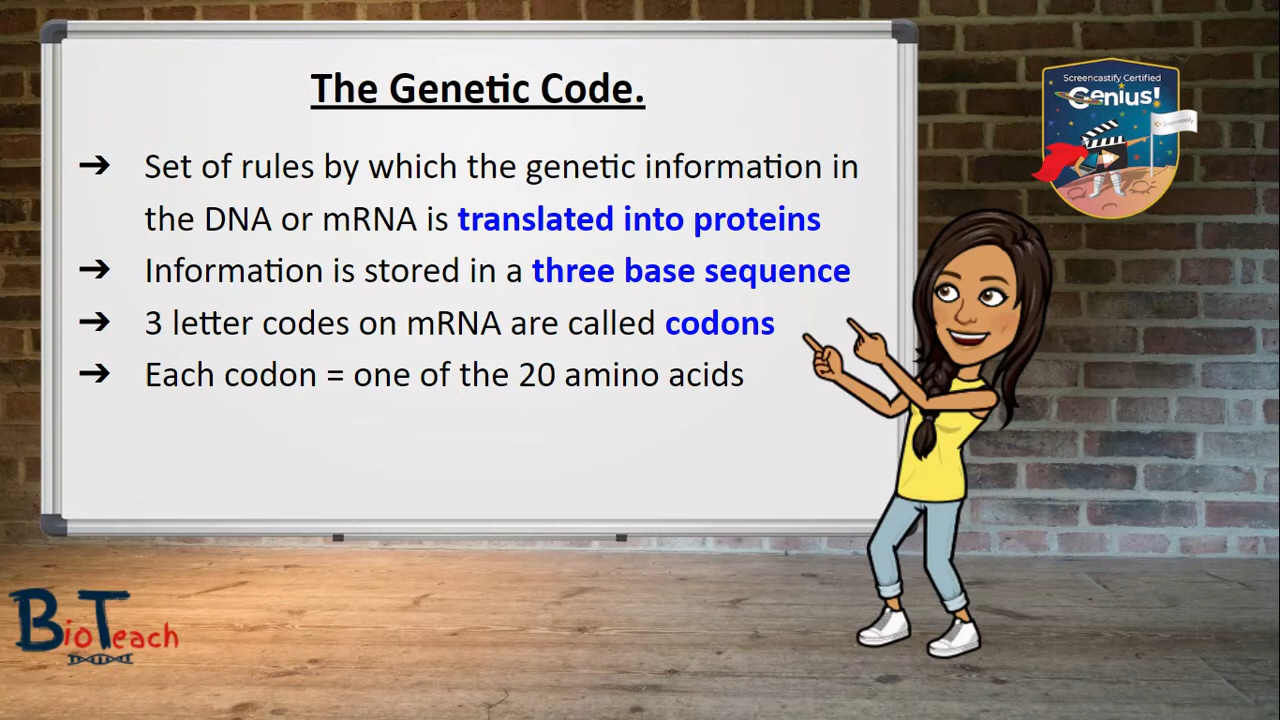 The Genetic Code.
Screencastify Certified
Genius!
➔ Set of rules by which the genetic information in
the DNA or mRNA is translated into proteins
➔ Information is stored in a three base sequence
➔ 3 letter codes on mRNA are called codons
➔ Each codon = one of the 20 amino acids
BioTeach